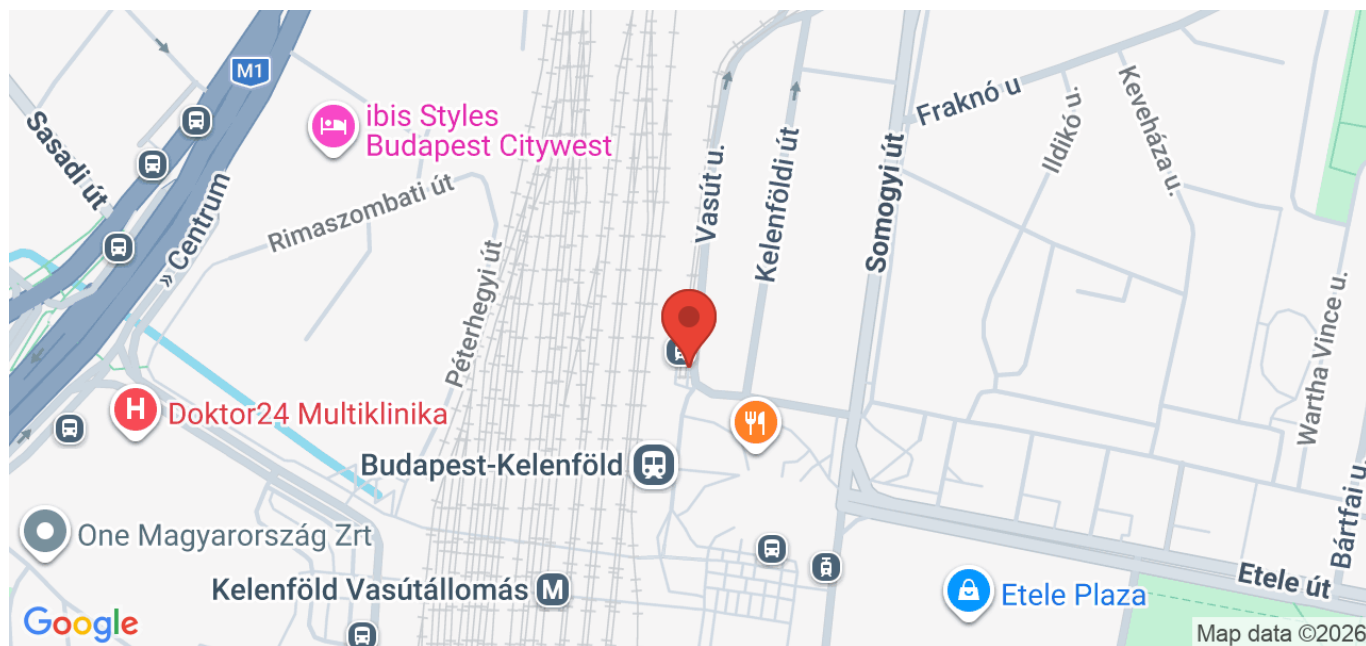 M1
Sasadi út
ibis Styles
Budapest Citywest
Rimaszombati út
» Centrum
Péterhegyi út
Vasút u.
Kelenföldi út
Somogyi út
Fraknó u
Ildikó u.
Keveháza u.
Wartha Vince u.
Bártfai u.
H
Doktor24 Multiklinika
Budapest-Kelenföld
One Magyarország Zrt
Kelenföld Vasútállomás
M
Etele út
Etele Plaza
Google
Map data ©2026